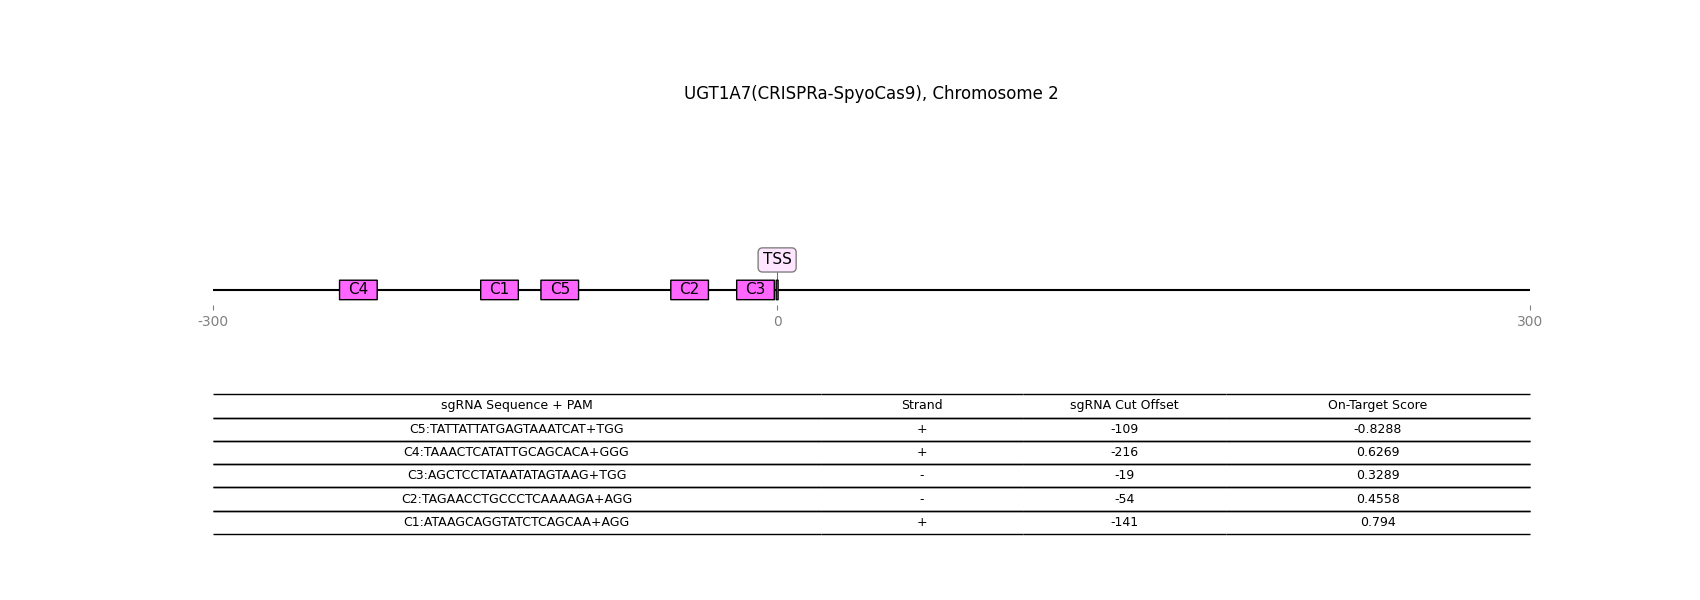 UGT1A7(CRISPRa-SpyoCas9), Chromosome 2
TSS
C4 C1 C5 C2 C3
-300 0 300
sgRNA Sequence + PAM Strand sgRNA Cut Offset On-Target Score
C5:TATTATTATGAGTAAATCAT+TGG + -109 -0.8288
C4:TAAACTCATATTGCAGCACA+GGG + -216 0.6269
C3:AGCTCCTATAATATAGTAAG+TGG - -19 0.3289
C2:TAGAACCTGCCCTCAAAAGA+AGG - -54 0.4558
C1:ATAAGCAGGTATCTCAGCAA+AGG + -141 0.794